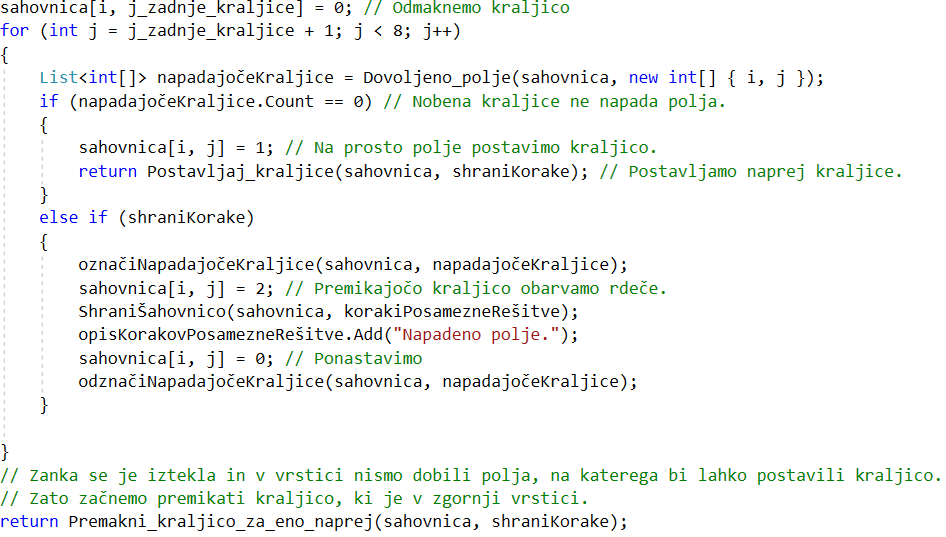 sahovnica[i, j_zadnje_kraljice] = 0; // Odmaknemo kraljico
for (int j = j_zadnje_kraljice + 1; j < 8; j++)
{
List<int[]> napadajočeKraljice = Dovoljeno_polje(sahovnica, new int[] { i, j });
if (napadajočeKraljice.Count == 0) // Nobena kraljice ne napada polja.
{
sahovnica[i, j] = 1; // Na prosto polje postavimo kraljico.
return Postavljaj_kraljice(sahovnica, shraniKorake); // Postavljamo naprej kraljice.
}
else if (shraniKorake)
{
označiNapadajočeKraljice(sahovnica, napadajočeKraljice);
sahovnica[i, j] = 2; // Premikajočo kraljico obarvamo rdeče.
ShraniŠahovnico(sahovnica, korakiPosamezneRešitve);
opisKorakovPosamezneRešitve.Add("Napadeno polje.");
sahovnica[i, j] = 0; // Ponastavimo
odznačiNapadajočeKraljice(sahovnica, napadajočeKraljice);
}
}
// Zanka se je iztekla in v vrstici nismo dobili polja, na katerega bi lahko postavili kraljico.
// Zato začnemo premikati kraljico, ki je v zgornji vrstici.
return Premakni_kraljico_za_eno_naprej(sahovnica, shraniKorake);